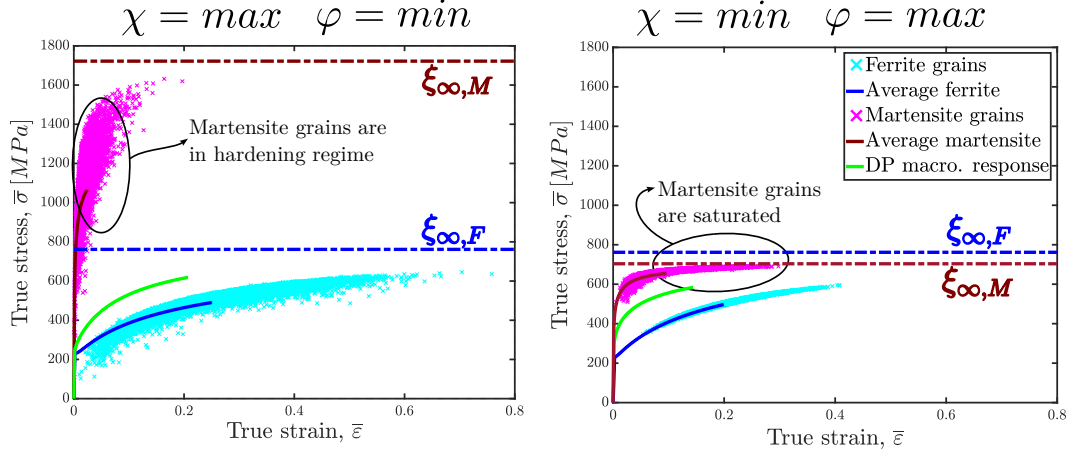 χ = max φ = min
1800
1600
1400
1200
1000
800
600
400
200
0
True stress, σ̅ [MPa]
ξ∞,M
Martensite grains are
in hardening regime
ξ∞,F
0 0.2 0.4 0.6 0.8
True strain, ε̅
χ = min φ = max
1800
1600
1400
1200
1000
800
600
400
200
0
True stress, σ̅ [MPa]
Ferrite grains
Average ferrite
Martensite grains
Average martensite
DP macro. response
Martensite grains
are saturated
ξ∞,F
ξ∞,M
0 0.2 0.4 0.6 0.8
True strain, ε̅